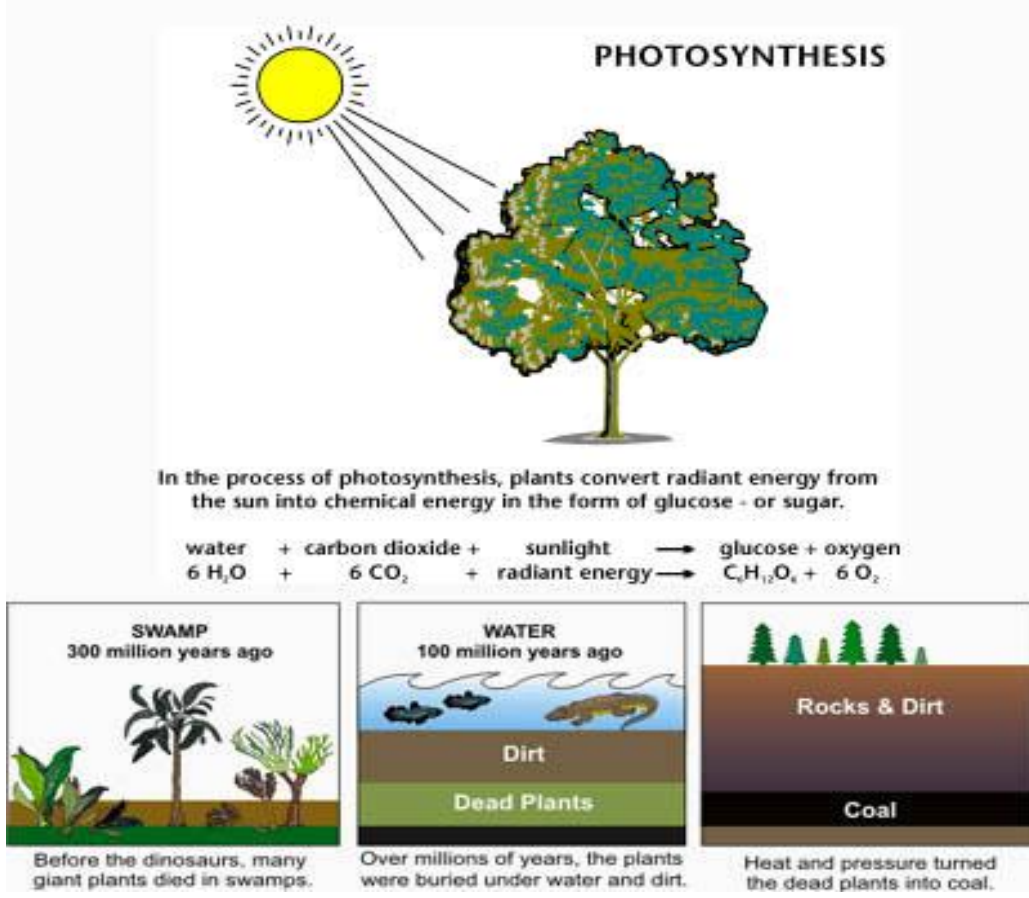 PHOTOSYNTHESIS
In the process of photosynthesis, plants convert radiant energy from
the sun into chemical energy in the form of glucose - or sugar.
water + carbon dioxide + sunlight → glucose + oxygen
6 H₂O + 6 CO₂ + radiant energy → C₆H₁₂O₆ + 6 O₂
SWAMP
300 million years ago
Before the dinosaurs, many
giant plants died in swamps.
WATER
100 million years ago
Dirt
Dead Plants
Over millions of years, the plants
were buried under water and dirt.
Rocks & Dirt
Coal
Heat and pressure turned
the dead plants into coal.